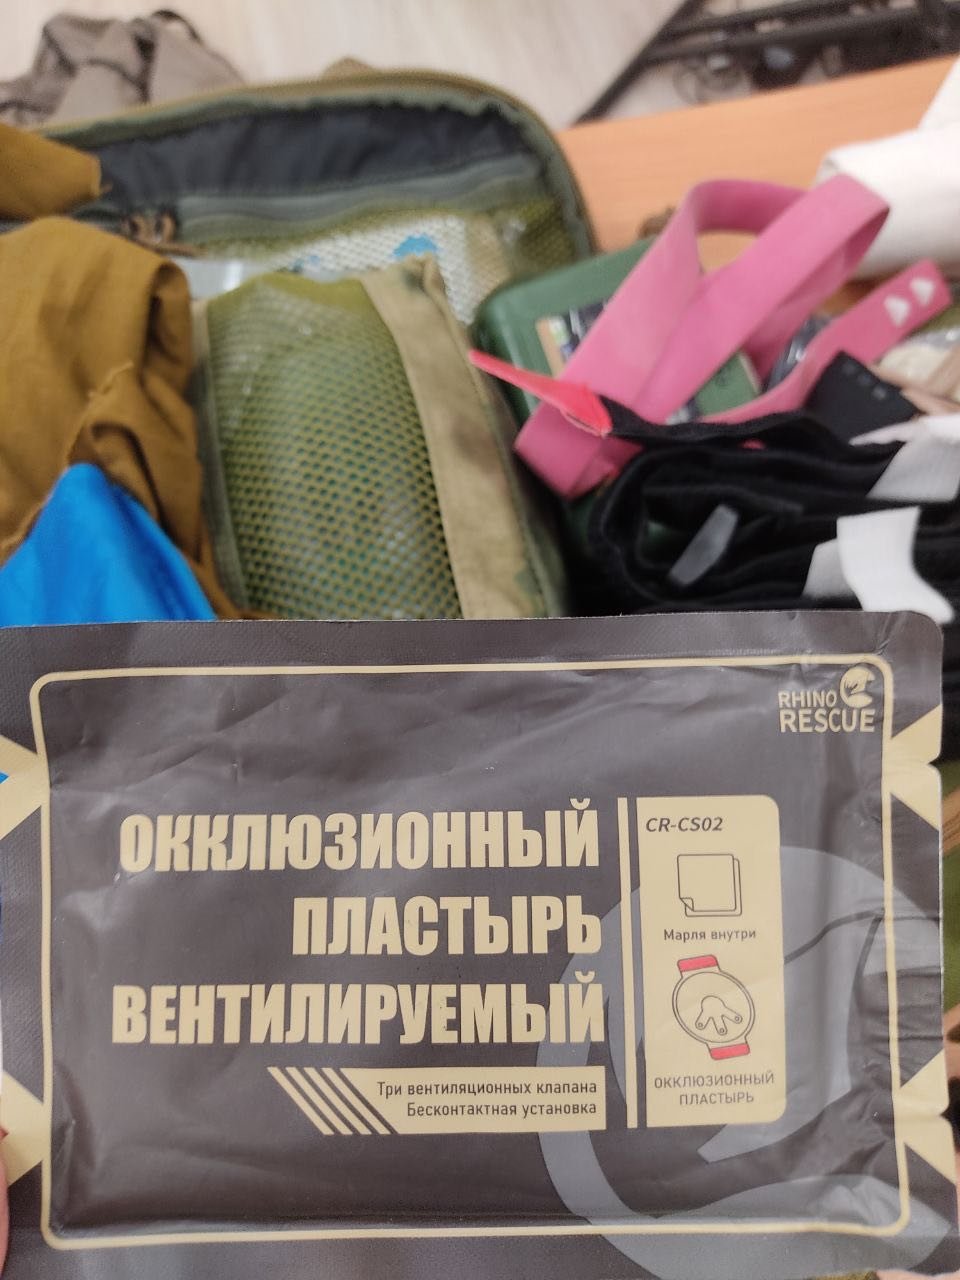 RHINO
RESCUE
ОККЛЮЗИОННЫЙ
ПЛАСТЫРЬ
ВЕНТИЛИРУЕМЫЙ
Три вентиляционных клапана
Бесконтактная установка
CR-CS02
Марля внутри
ОККЛЮЗИОННЫЙ
ПЛАСТЫРЬ